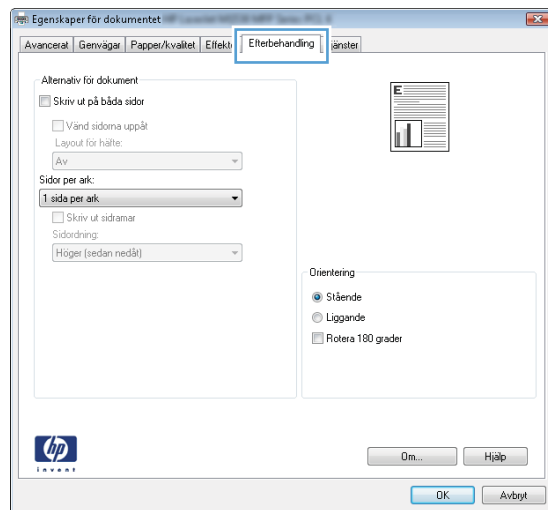 Egenskaper för dokumentet
Avancerat Genvägar Papper/kvalitet Effekt Efterbehandling jänster
Alternativ för dokument
Skriv ut på båda sidor
Vänd sidorna uppåt
Layout för häfte:
Av
Sidor per ark:
1 sida per ark
Skriv ut sidramar
Sidordning:
Höger (sedan nedåt)
E
Orientering
Stående
Liggande
Rotera 180 grader
hp
invent
Om... Hjälp
OK Avbryt